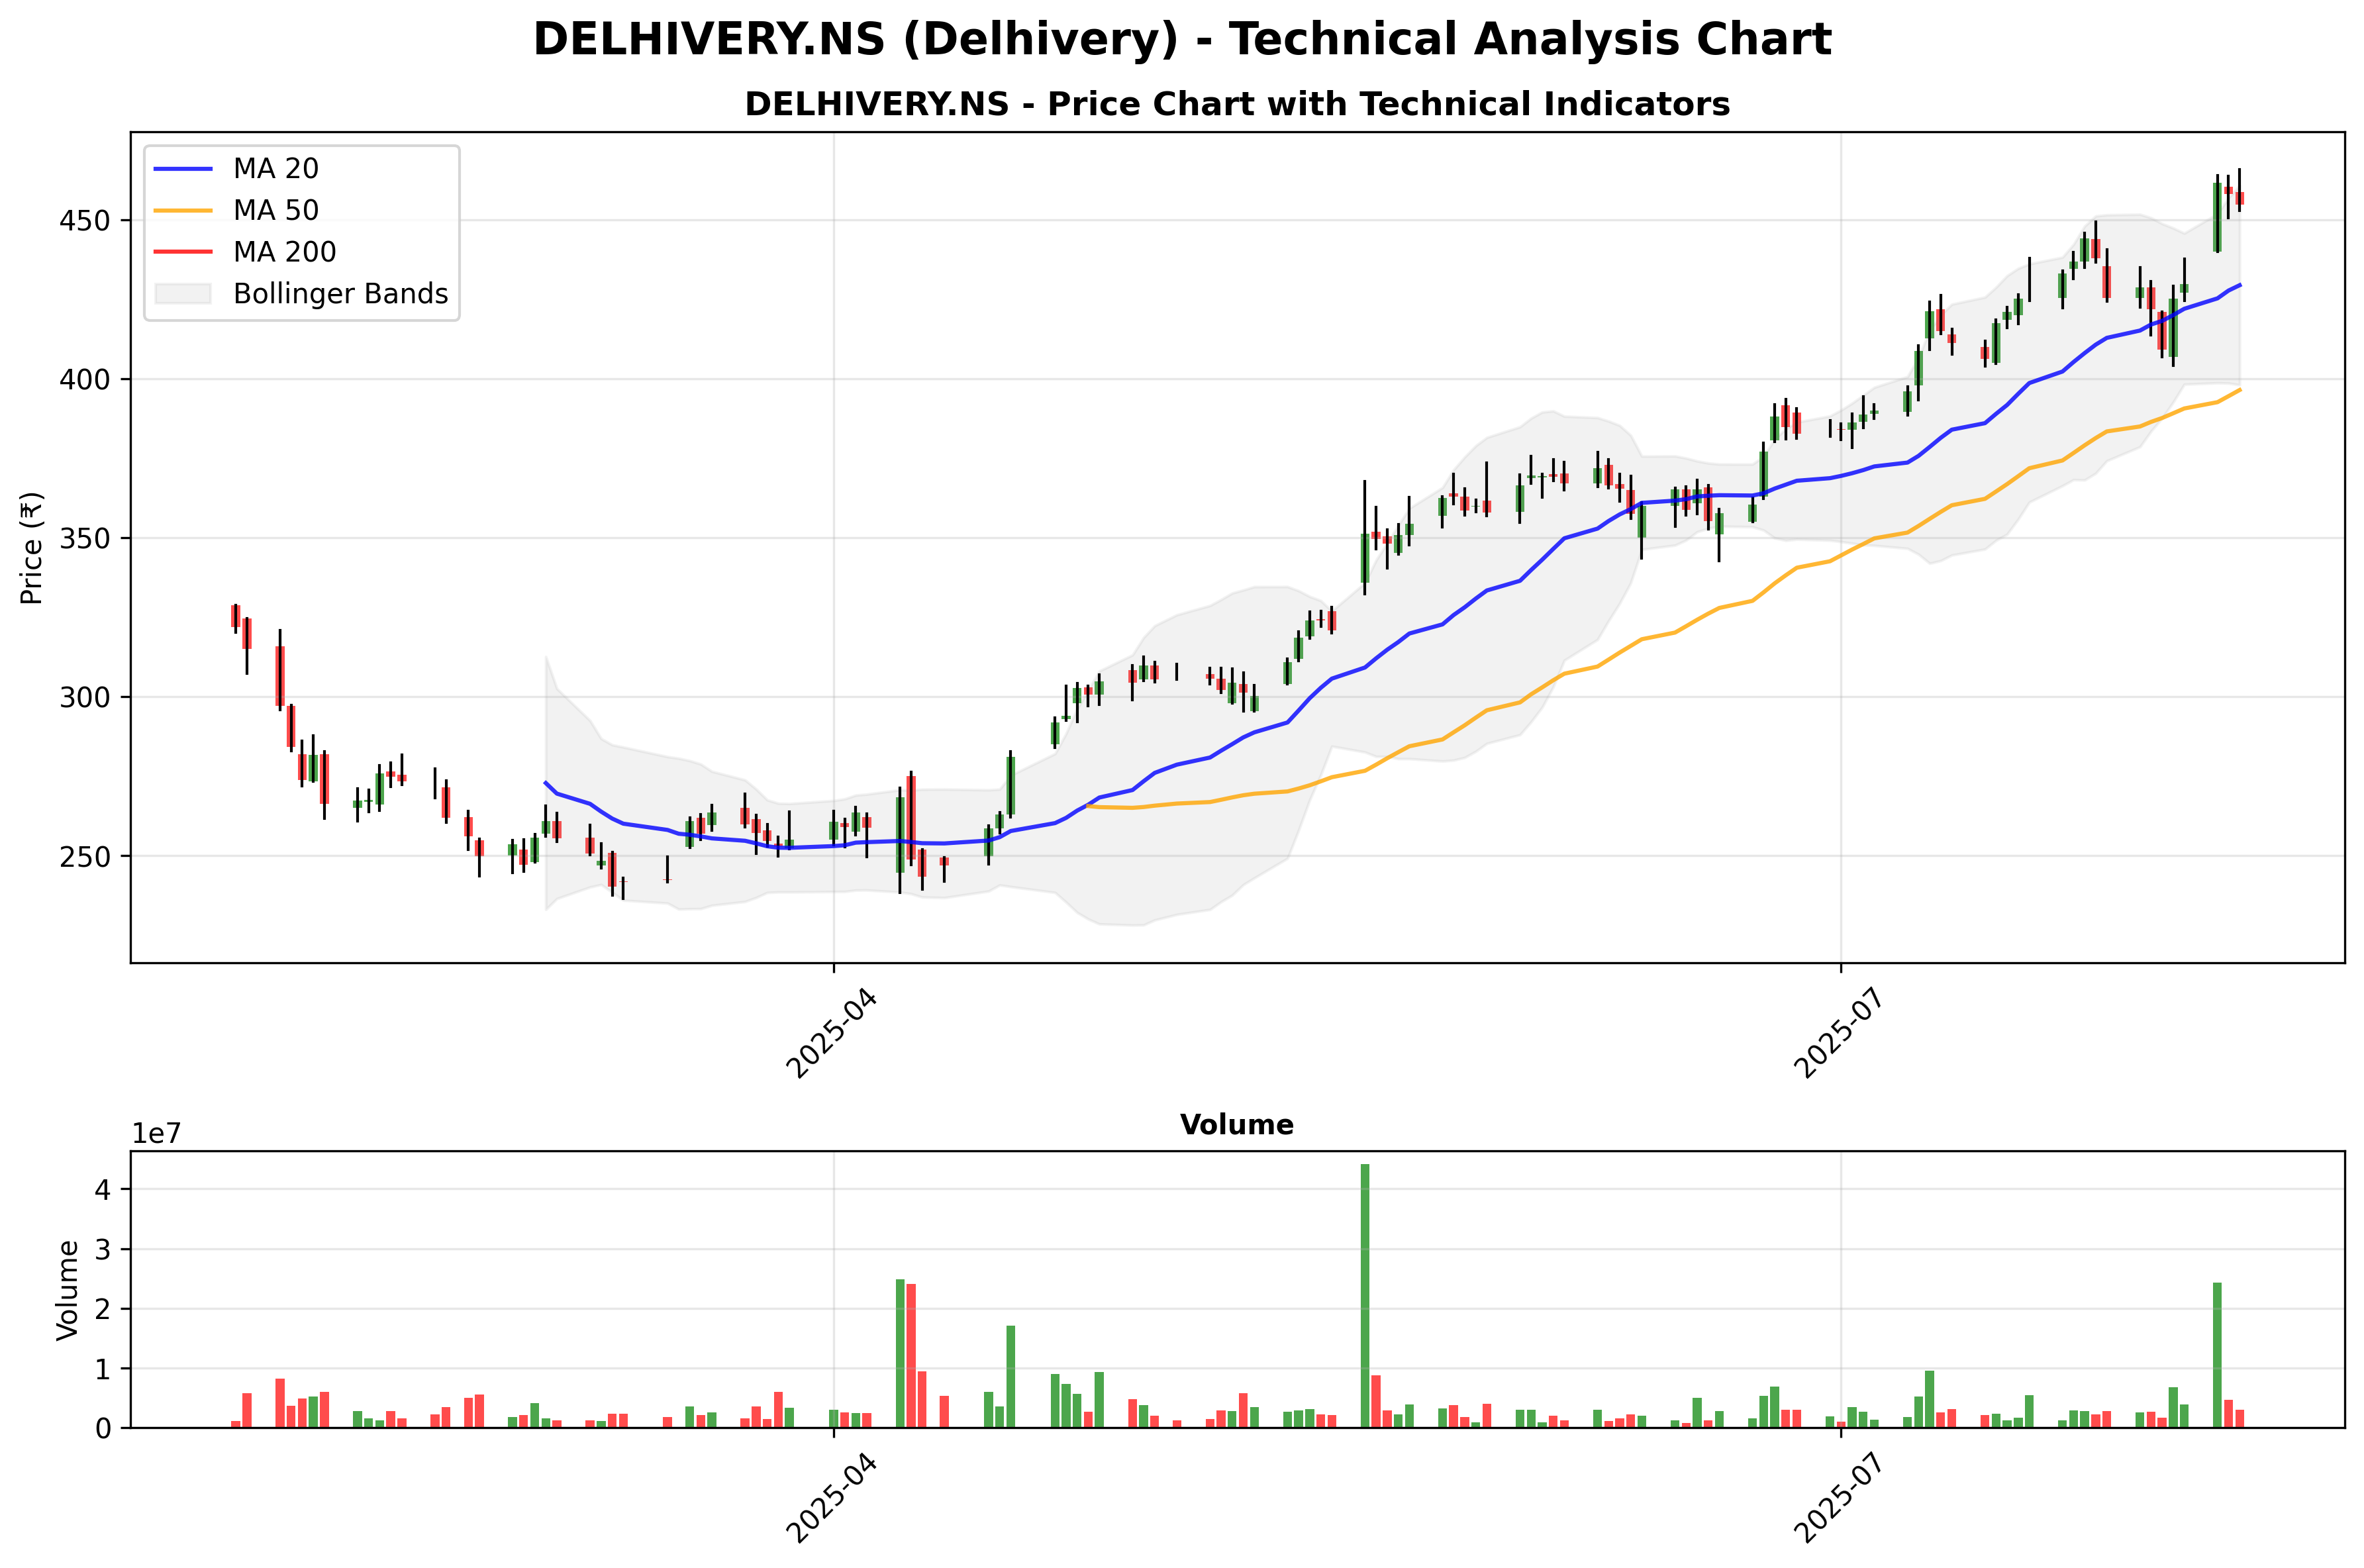 DELHIVERY.NS (Delhivery) - Technical Analysis Chart
DELHIVERY.NS - Price Chart with Technical Indicators
MA 20
MA 50
MA 200
Bollinger Bands
Price (₹)
450
400
350
300
250
2025-04
2025-07
Volume
1e7
Volume
4
3
2
1
0
2025-04
2025-07